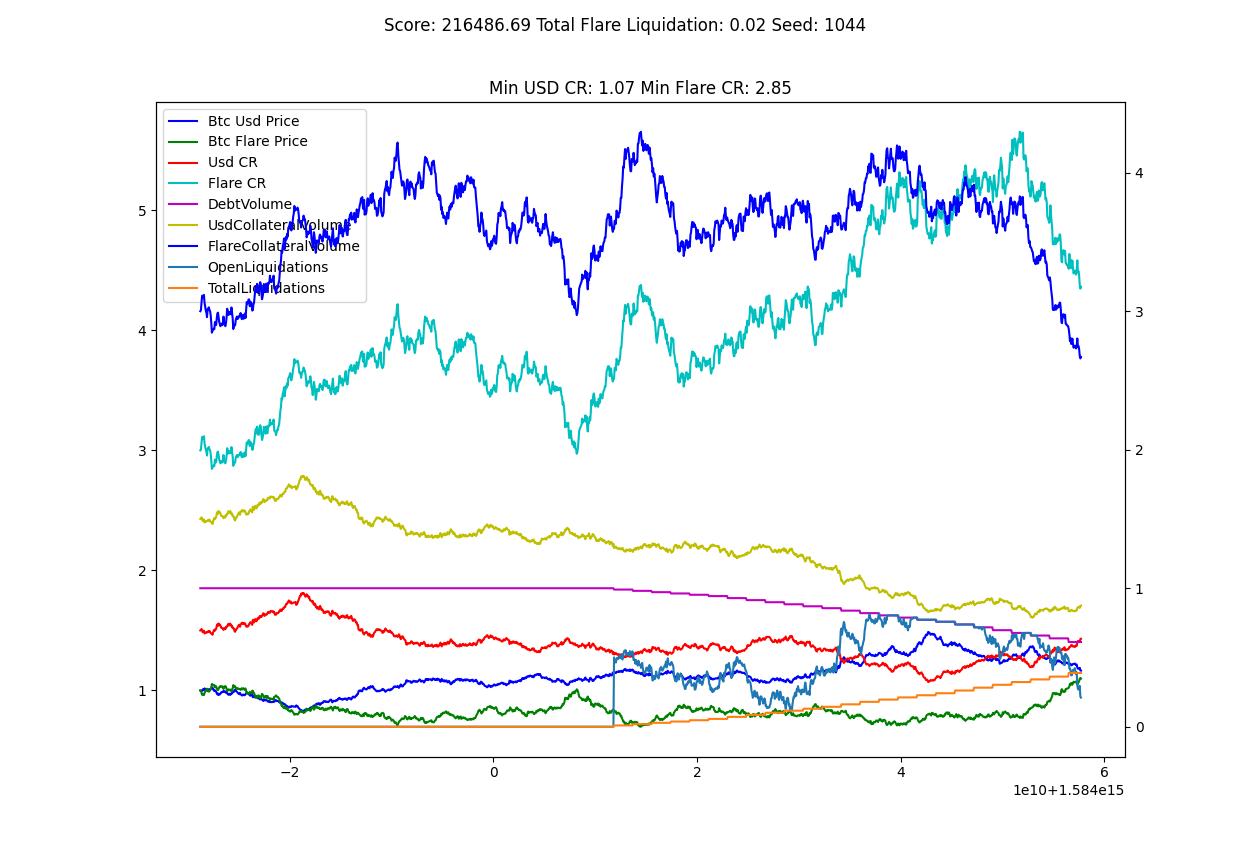 Score: 216486.69 Total Flare Liquidation: 0.02 Seed: 1044
Min USD CR: 1.07 Min Flare CR: 2.85
Btc Usd Price
Btc Flare Price
Usd CR
Flare CR
DebtVolume
UsdCollateralVolume
FlareCollateralVolume
OpenLiquidations
TotalLiquidations
5
4
3
2
1
4
3
2
1
0
−2
0
2
4
6
1e10+1.584e15